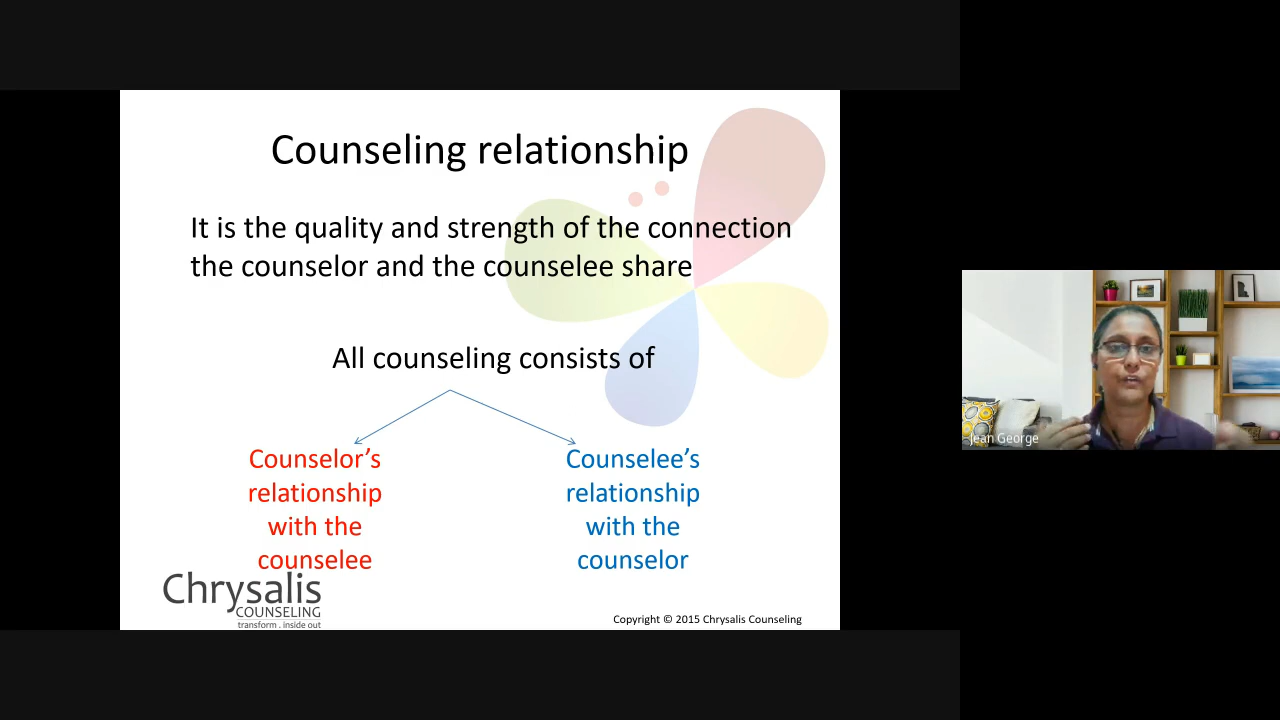 Counseling relationship
It is the quality and strength of the connection
the counselor and the counselee share
All counseling consists of
Counselor's
relationship
with the
counselee
Counselee's
relationship
with the
counselor
Chrysalis
COUNSELING
transform . inside out
Copyright © 2015 Chrysalis Counseling
Jean George